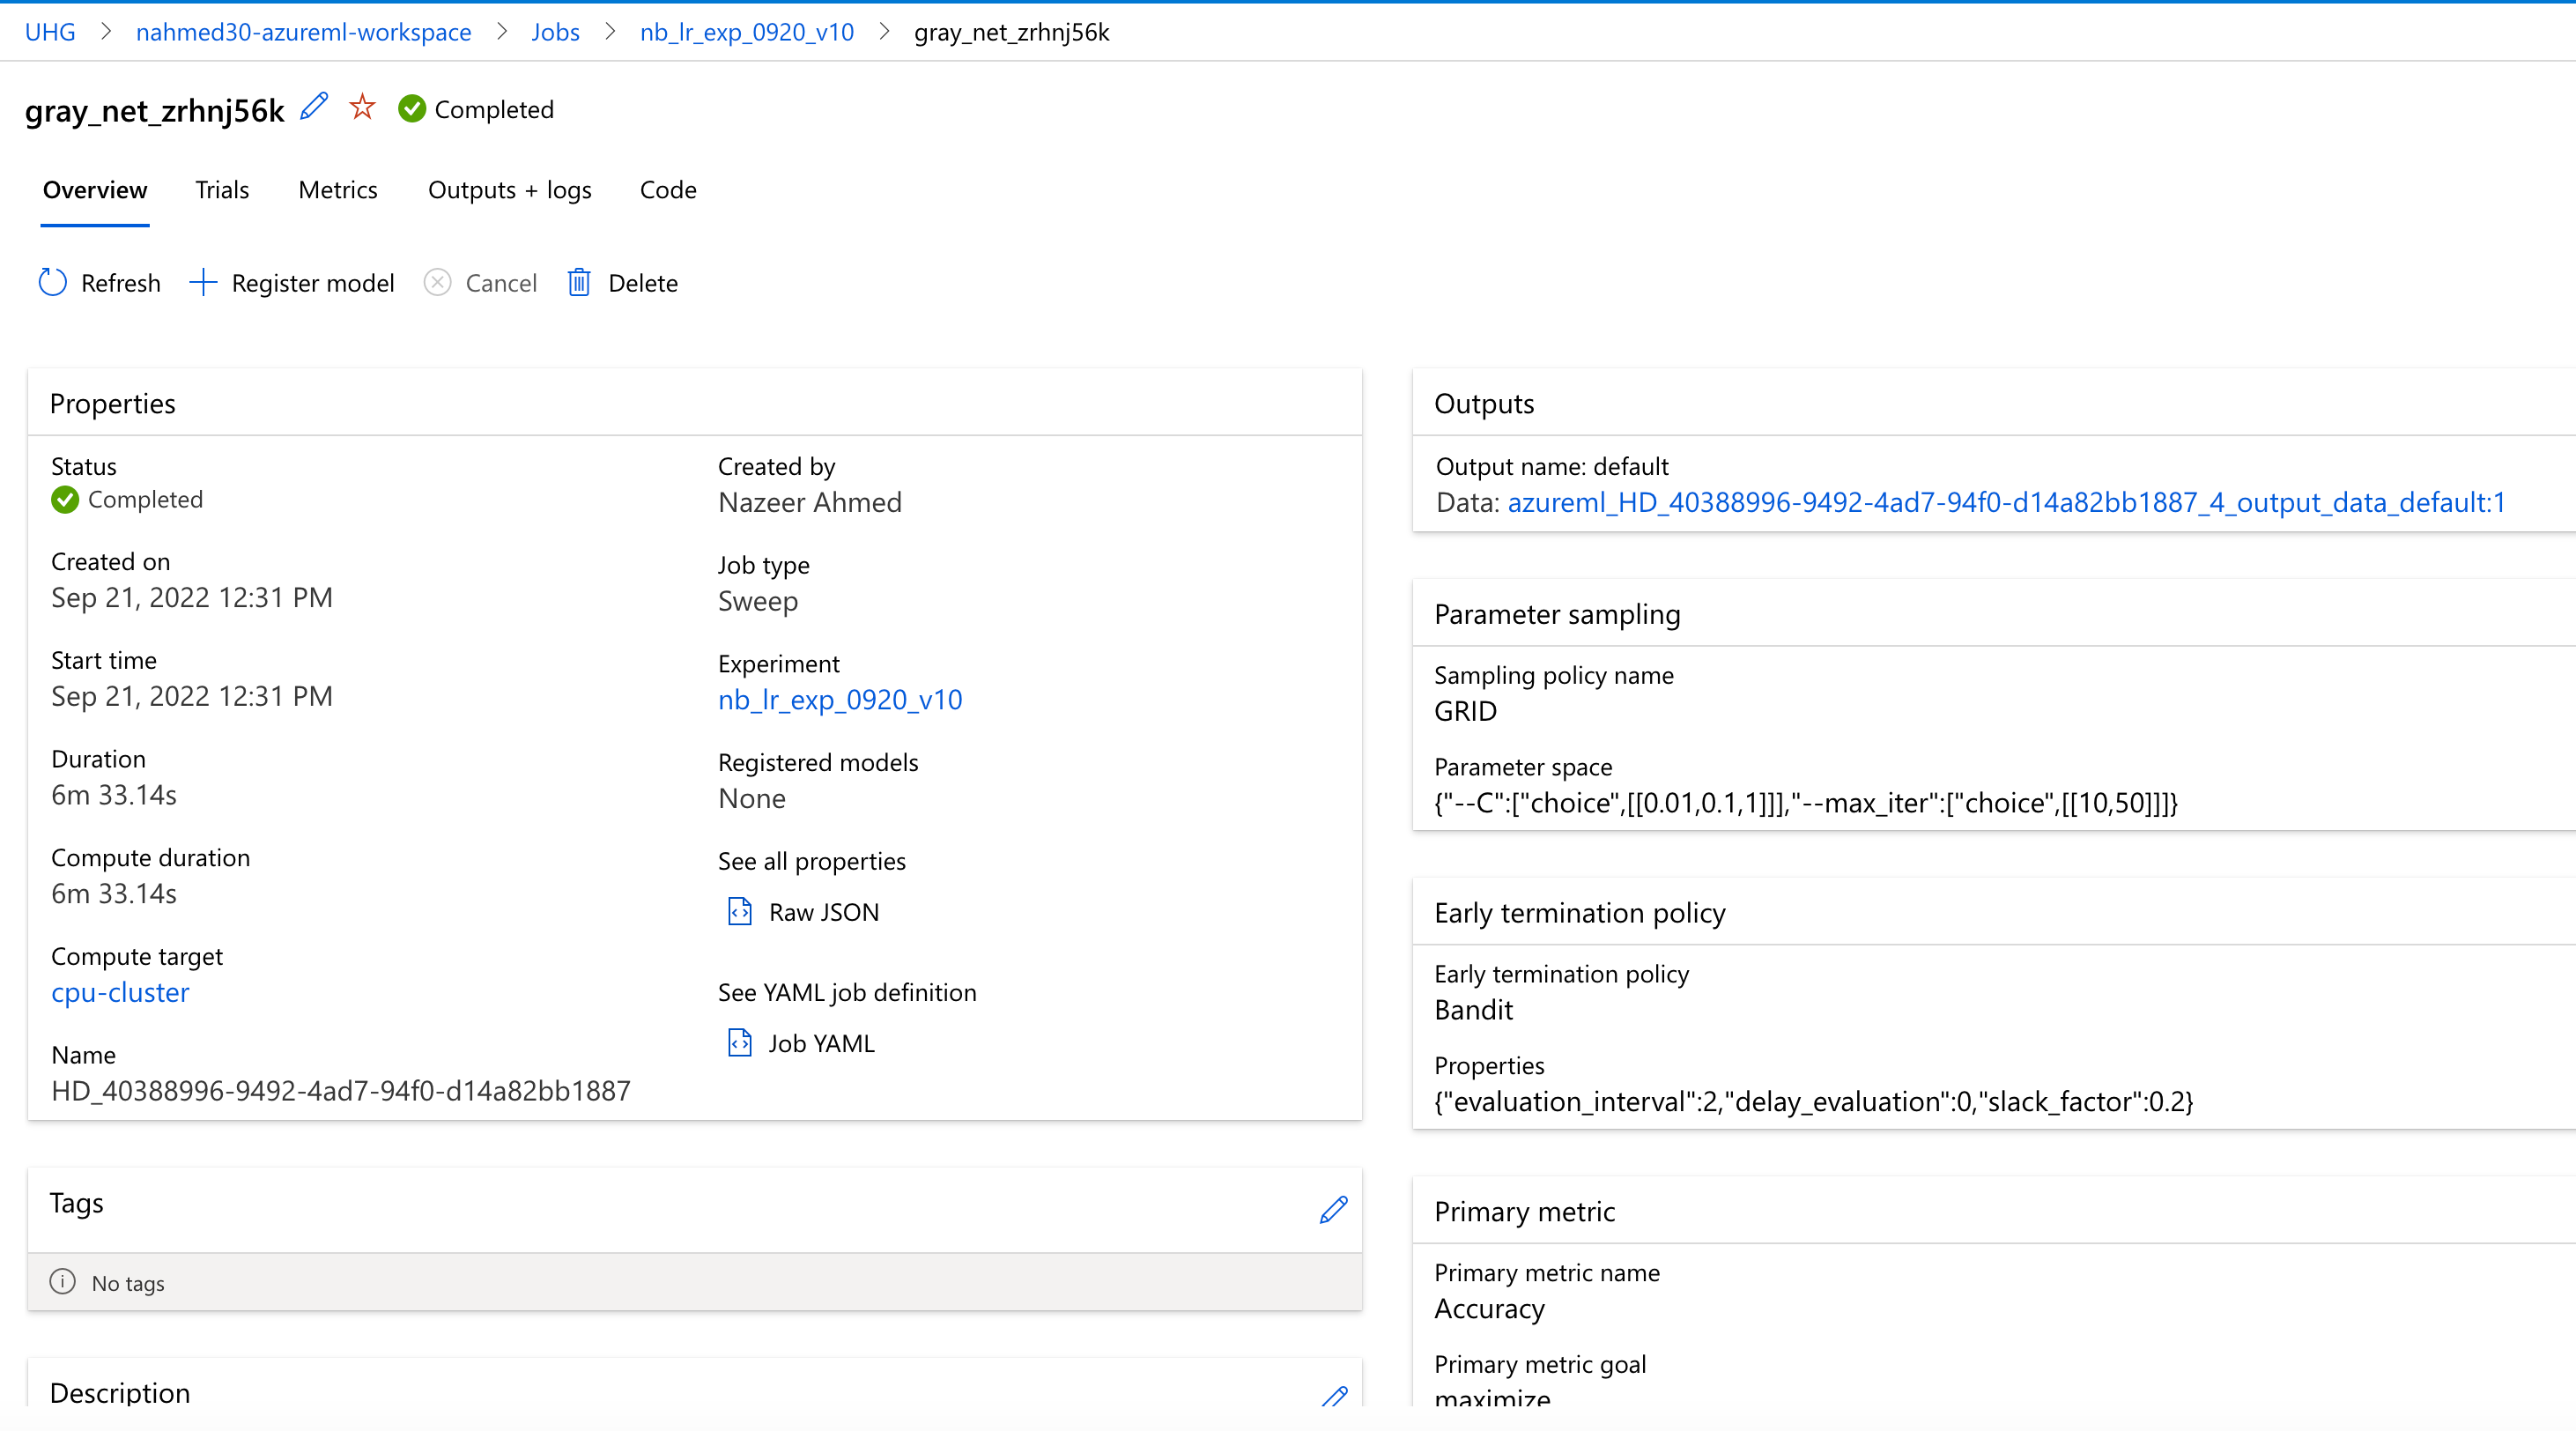 UHG > nahmed30-azureml-workspace > Jobs > nb_lr_exp_0920_v10 > gray_net_zrhnj56k
gray_net_zrhnj56k Completed
Overview Trials Metrics Outputs + logs Code
Refresh Register model Cancel Delete
Properties
Status
Completed
Created on
Sep 21, 2022 12:31 PM
Start time
Sep 21, 2022 12:31 PM
Duration
6m 33.14s
Compute duration
6m 33.14s
Compute target
cpu-cluster
Name
HD_40388996-9492-4ad7-94f0-d14a82bb1887
Created by
Nazeer Ahmed
Job type
Sweep
Experiment
nb_lr_exp_0920_v10
Registered models
None
See all properties
Raw JSON
See YAML job definition
Job YAML
Tags
No tags
Description
Outputs
Output name: default
Data: azureml_HD_40388996-9492-4ad7-94f0-d14a82bb1887_4_output_data_default:1
Parameter sampling
Sampling policy name
GRID
Parameter space
{"--C":["choice",[[0.01,0.1,1]]],"--max_iter":["choice",[[10,50]]]}
Early termination policy
Early termination policy
Bandit
Properties
{"evaluation_interval":2,"delay_evaluation":0,"slack_factor":0.2}
Primary metric
Primary metric name
Accuracy
Primary metric goal
maximize